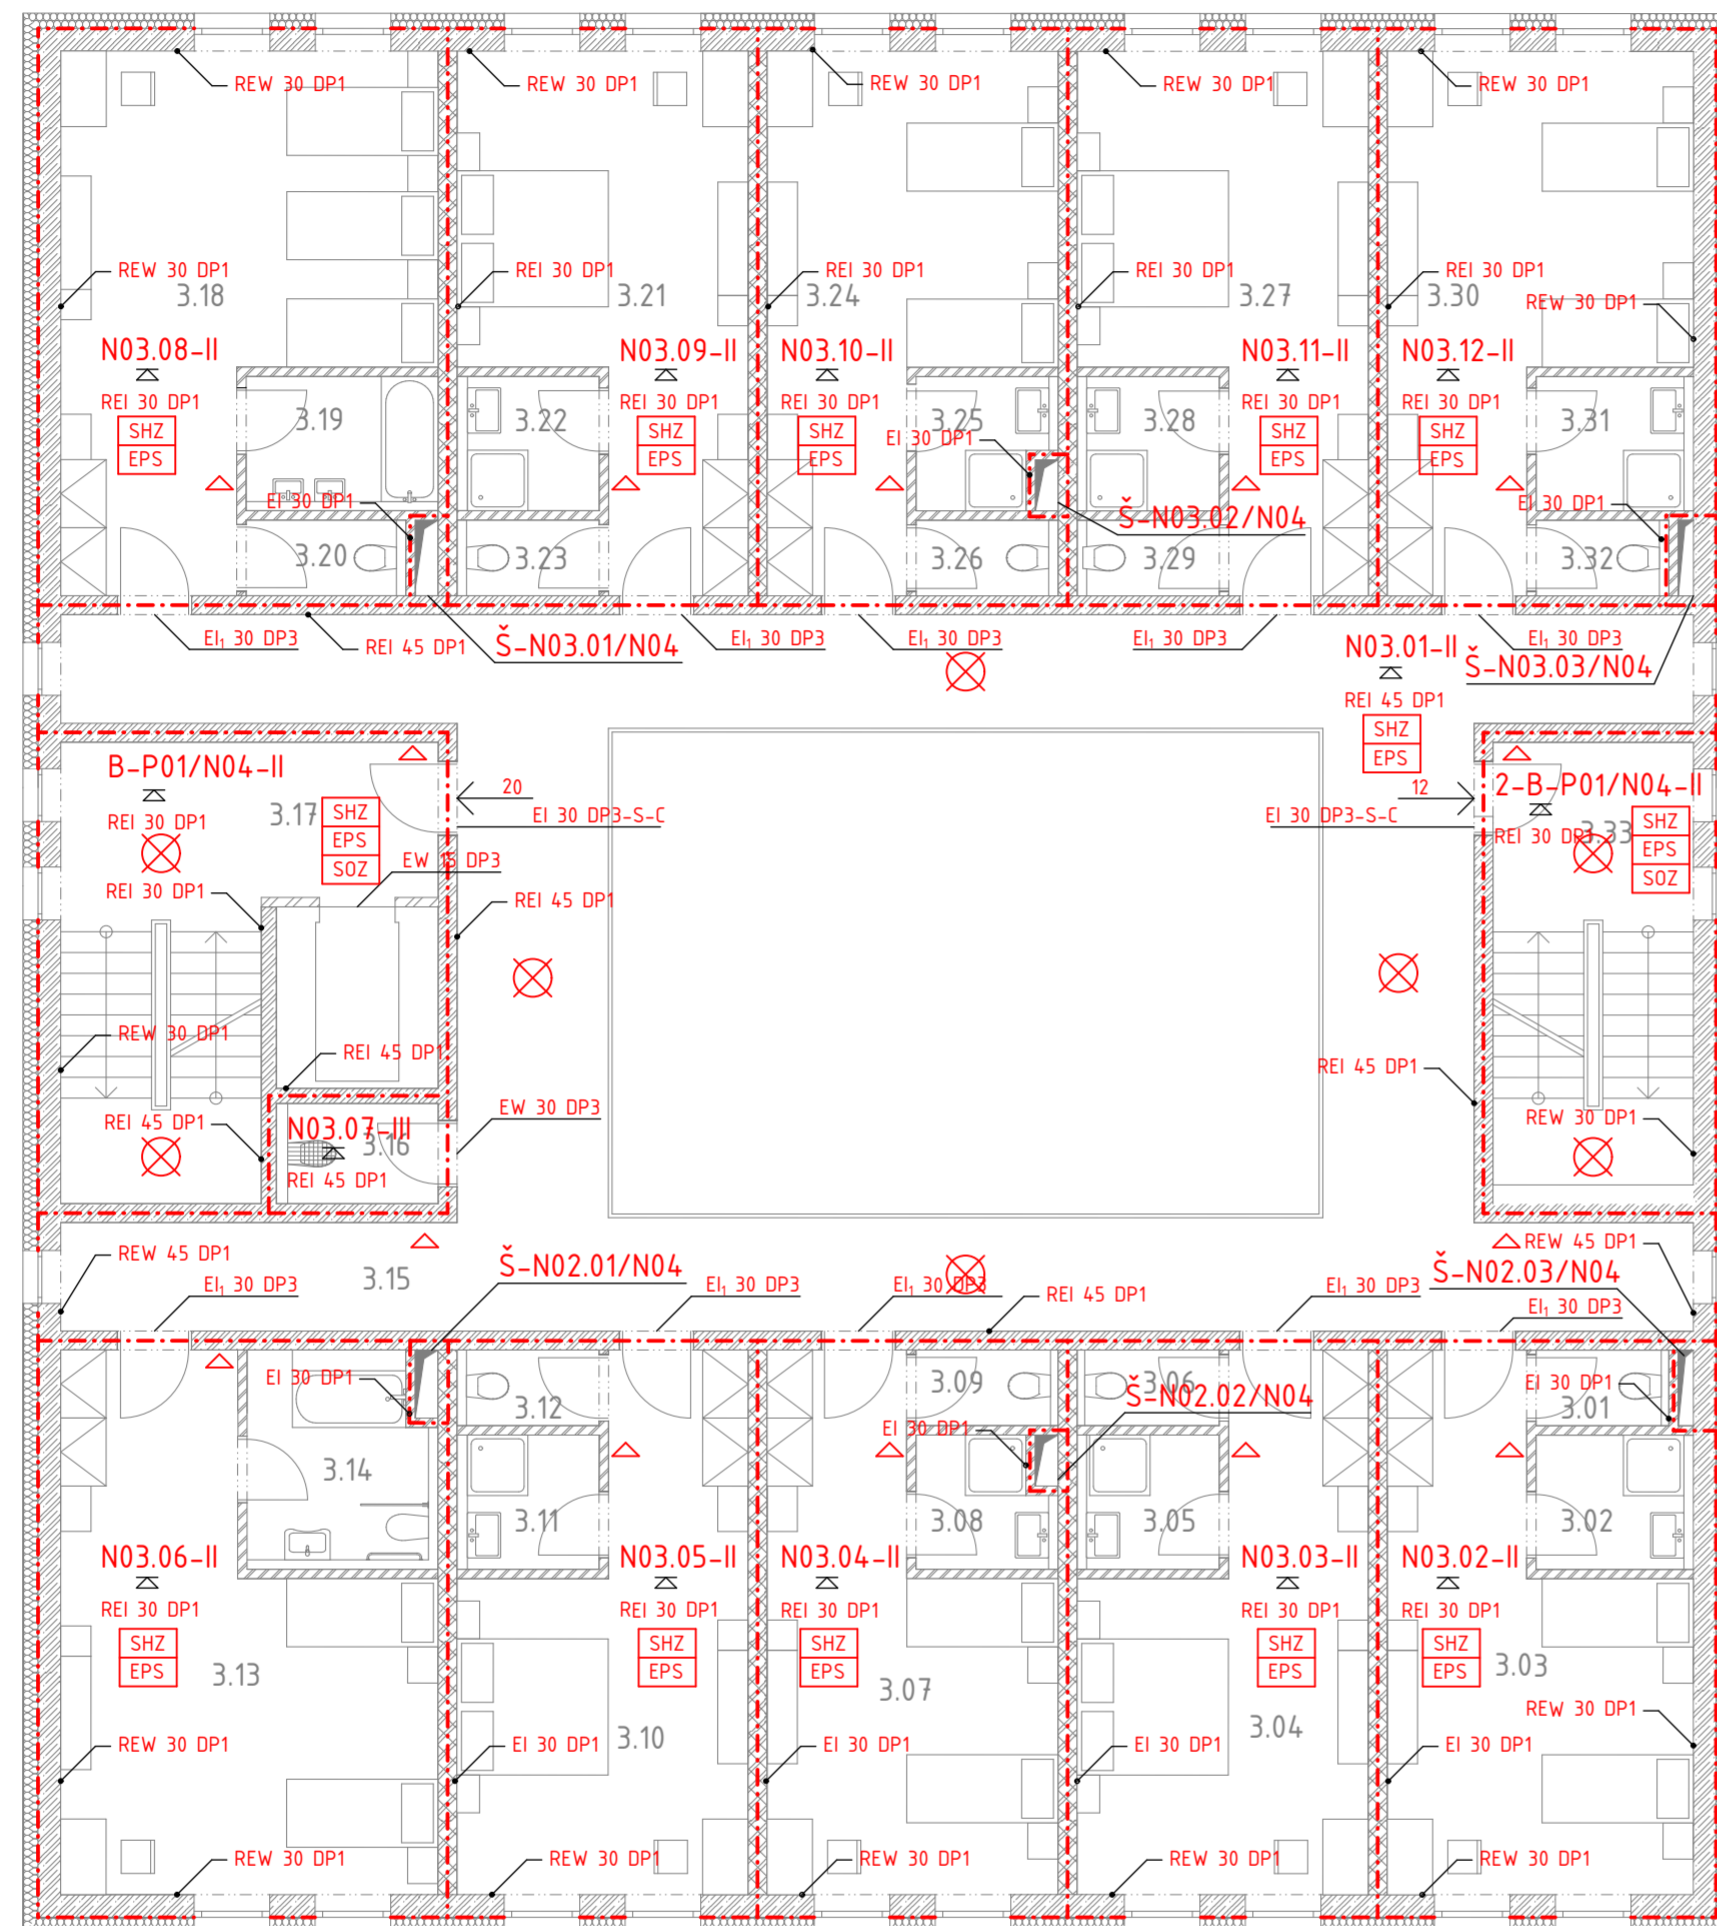 REW 30 DP1
REW 30 DP1
REW 30 DP1
REW 30 DP1
REW 30 DP1
REW 30 DP1
3.18
REI 30 DP1
3.21
REI 30 DP1
3.24
REI 30 DP1
3.27
REI 30 DP1
3.30
REW 30 DP1
N03.08-II
REI 30 DP1
SHZ
EPS
N03.09-II
REI 30 DP1
SHZ
EPS
N03.10-II
REI 30 DP1
SHZ
EPS
N03.11-II
REI 30 DP1
SHZ
EPS
N03.12-II
REI 30 DP1
SHZ
EPS
3.19
3.22
3.25
3.28
3.31
EI 30 DP1
EI 30 DP1
EI 30 DP1
Š-N03.02/N04
3.20
3.23
3.26
3.29
3.32
EI₁ 30 DP3
REI 45 DP1
Š-N03.01/N04
EI₁ 30 DP3
EI₁ 30 DP3
EI₁ 30 DP3
N03.01-II
EI₁ 30 DP3
Š-N03.03/N04
REI 45 DP1
SHZ
EPS
B-P01/N04-II
REI 30 DP1
3.17
SHZ
EPS
SOZ
20
EI 30 DP3-S-C
12
EI 30 DP3-S-C
2-B-P01/N04-II
REI 30 DP1
3.33
SHZ
EPS
SOZ
EW 15 DP3
REI 30 DP1
REI 45 DP1
REW 30 DP1
REI 45 DP1
REI 45 DP1
REI 45 DP1
N03.07-III
3.16
REI 45 DP1
EW 30 DP3
REW 30 DP1
REW 45 DP1
3.15
EI₁ 30 DP3
Š-N02.01/N04
EI₁ 30 DP3
EI₁ 30 DP3
REI 45 DP1
EI₁ 30 DP3
REW 45 DP1
Š-N02.03/N04
EI₁ 30 DP3
EI 30 DP1
3.12
3.09
3.06
Š-N02.02/N04
EI 30 DP1
3.01
EI 30 DP1
3.14
3.11
3.08
3.05
3.02
N03.06-II
REI 30 DP1
SHZ
EPS
N03.05-II
REI 30 DP1
SHZ
EPS
N03.04-II
REI 30 DP1
SHZ
EPS
N03.03-II
REI 30 DP1
SHZ
EPS
N03.02-II
REI 30 DP1
SHZ
EPS
3.13
3.10
3.07
3.04
3.03
REW 30 DP1
REW 30 DP1
EI 30 DP1
EI 30 DP1
EI 30 DP1
EI 30 DP1
REW 30 DP1
REW 30 DP1
REW 30 DP1
REW 30 DP1
REW 30 DP1